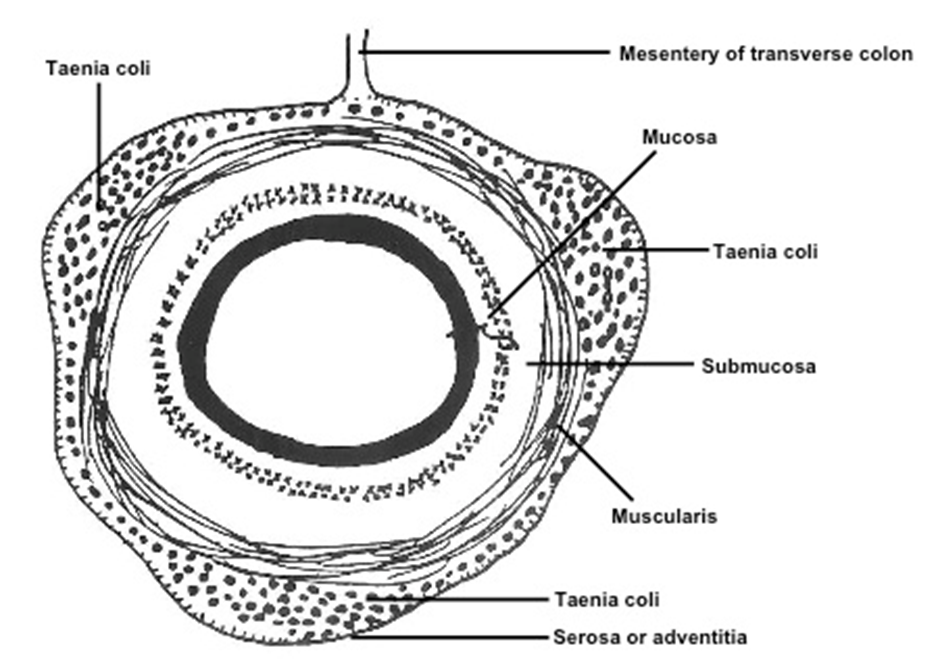 Mesentery of transverse colon
Taenia coli
Mucosa
Taenia coli
Submucosa
Muscularis
Taenia coli
Serosa or adventitia